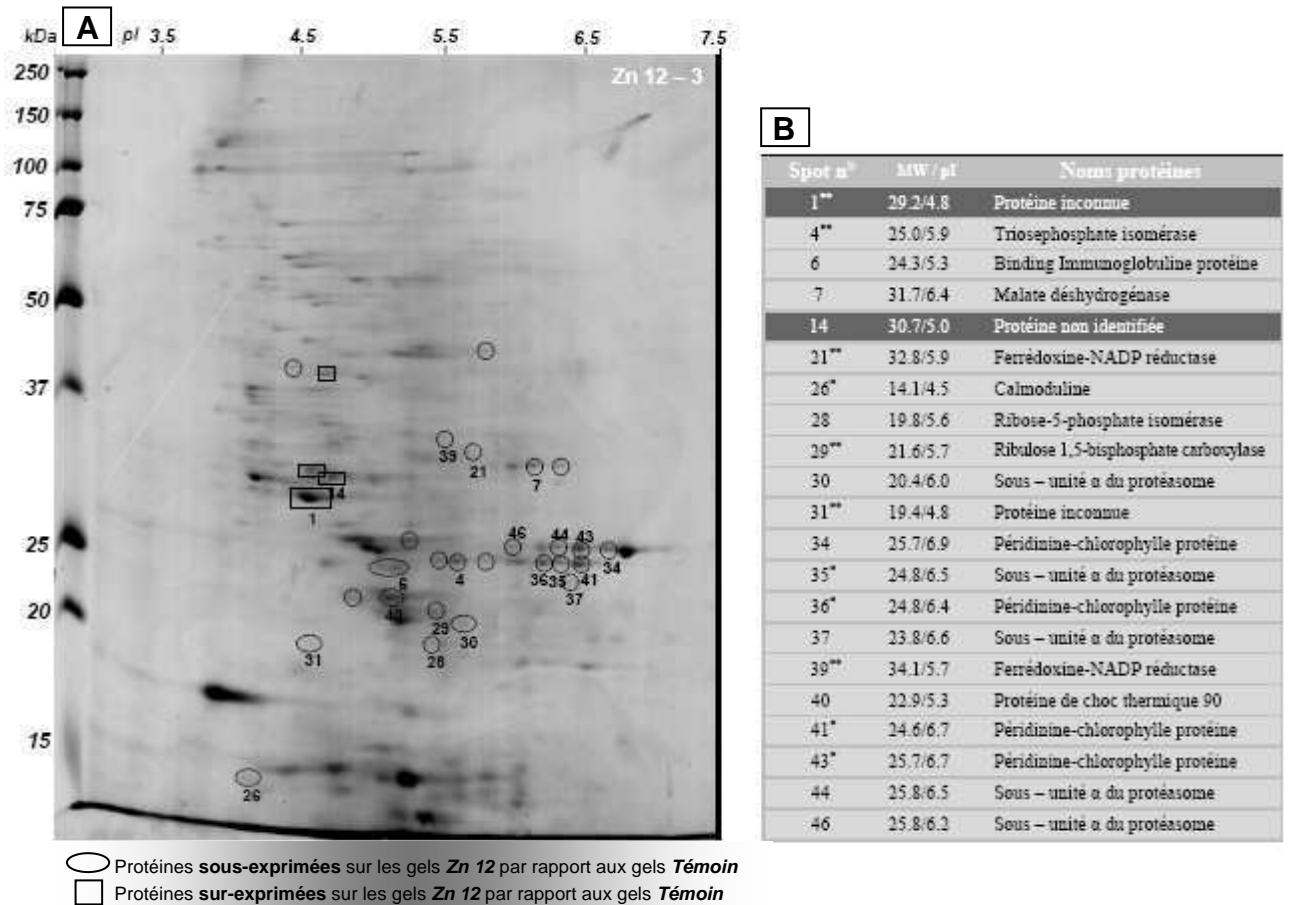 A
kDa pI 3.5 4.5 5.5 6.5 7.5
Zn 12 – 3
250
150
100
75
50
37
39
21
7
14
1
25
46 44 43
4 36 35 41 34
6 37
20
40
29 30
31 28
15
26
Protéines sous-exprimées sur les gels Zn 12 par rapport aux gels Témoin
Protéines sur-exprimées sur les gels Zn 12 par rapport aux gels Témoin
B
Spot n° MW / pI Noms protéines
1** 29.2/4.8 Protéine inconnue
4** 25.0/5.9 Triosephosphate isomérase
6 24.3/5.3 Binding Immunoglobuline protéine
7 31.7/6.4 Malate déshydrogénase
14 30.7/5.0 Protéine non identifiée
21** 32.8/5.9 Ferrédoxine-NADP réductase
26* 14.1/4.5 Calmoduline
28 19.8/5.6 Ribose-5-phosphate isomérase
29** 21.6/5.7 Ribulose 1,5-bisphosphate carboxylase
30 20.4/6.0 Sous – unité α du protéasome
31** 19.4/4.8 Protéine inconnue
34 25.7/6.9 Péridinine-chlorophylle protéine
35* 24.8/6.5 Sous – unité α du protéasome
36* 24.8/6.4 Péridinine-chlorophylle protéine
37 23.8/6.6 Sous – unité α du protéasome
39** 34.1/5.7 Ferrédoxine-NADP réductase
40 22.9/5.3 Protéine de choc thermique 90
41* 24.6/6.7 Péridinine-chlorophylle protéine
43* 25.7/6.7 Péridinine-chlorophylle protéine
44 25.8/6.5 Sous – unité α du protéasome
46 25.8/6.2 Sous – unité α du protéasome